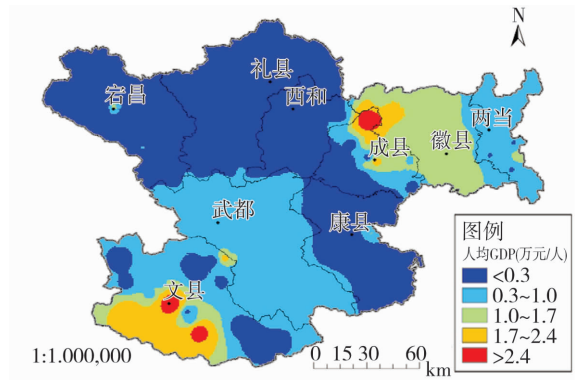 N
礼县
宕昌
西和
两当
成县
徽县
武都
康县
文县
图例
人均GDP(万元/人)
<0.3
0.3~1.0
1.0~1.7
1.7~2.4
>2.4
1:1.000,000
0 15 30 60
km